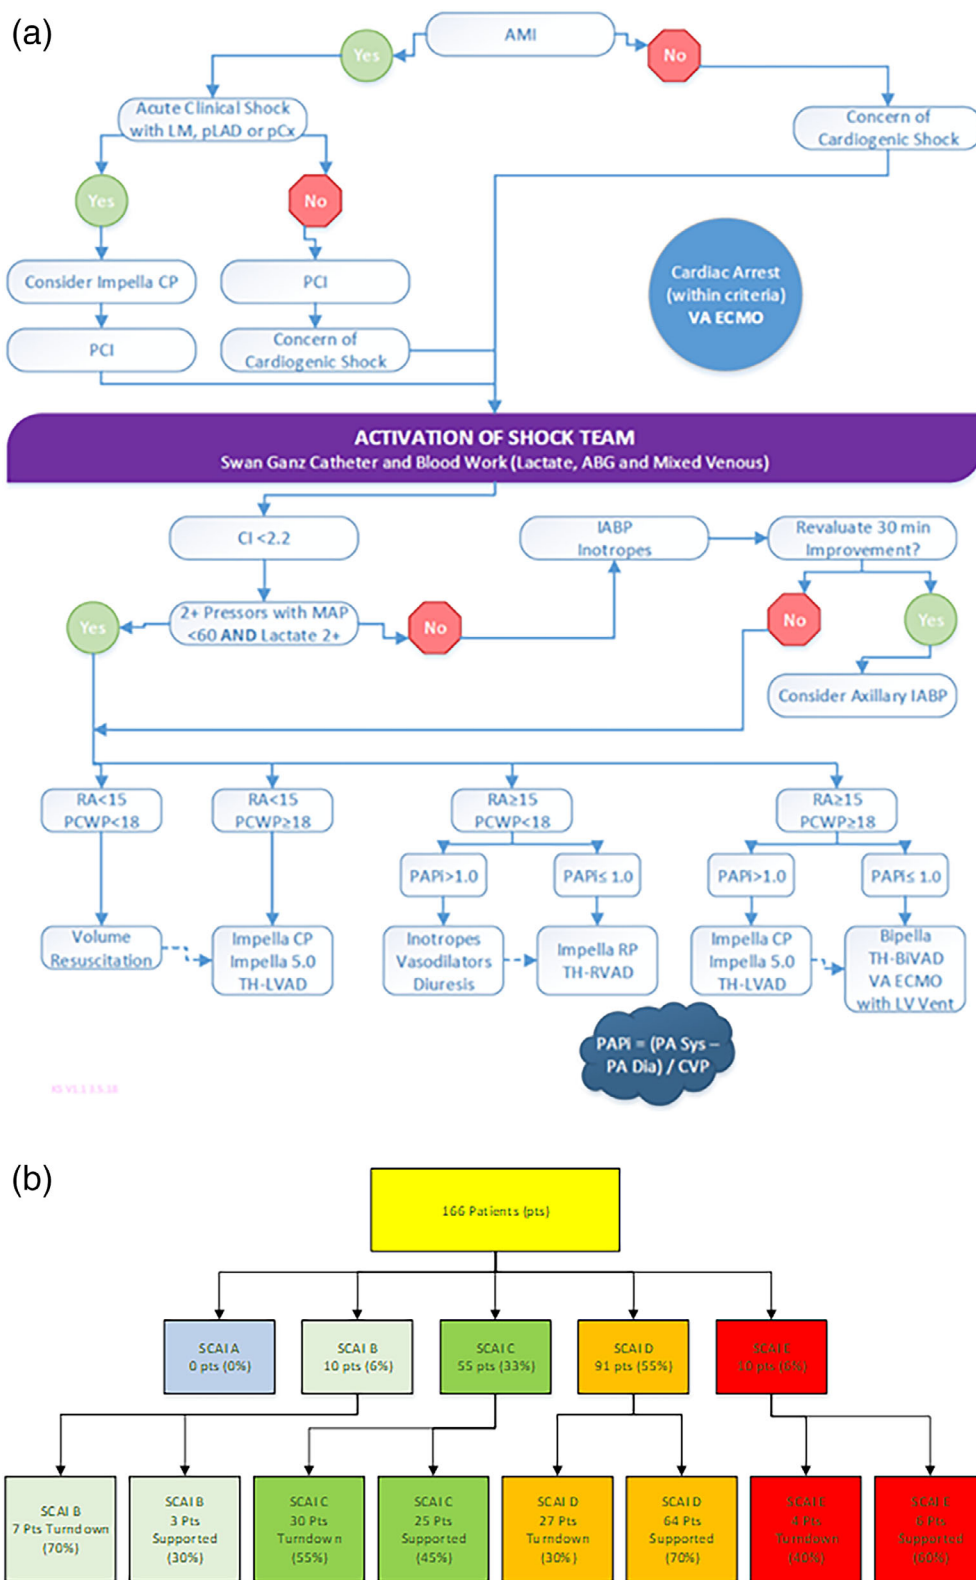 (a)
AMI
Yes
No
Acute Clinical Shock
with LM, pLAD or pCx
Concern of
Cardiogenic Shock
Yes
No
Consider Impella CP
PCI
Cardiac Arrest
(within criteria)
VA ECMO
PCI
Concern of
Cardiogenic Shock
ACTIVATION OF SHOCK TEAM
Swan Ganz Catheter and Blood Work (Lactate, ABG and Mixed Venous)
CI <2.2
IABP
Inotropes
Revaluate 30 min
Improvement?
Yes
2+ Pressors with MAP
<60 AND Lactate 2+
No
No
Yes
Consider Axillary IABP
RA<15
PCWP<18
RA<15
PCWP≥18
RA≥15
PCWP<18
RA≥15
PCWP≥18
PAPi>1.0
PAPi≤ 1.0
PAPi>1.0
PAPi≤ 1.0
Volume
Resuscitation
Impella CP
Impella 5.0
TH-LVAD
Inotropes
Vasodilators
Diuresis
Impella RP
TH-RVAD
Impella CP
Impella 5.0
TH-LVAD
Bipella
TH-BiVAD
VA ECMO
with LV Vent
PAPi = (PA Sys –
PA Dia) / CVP
(b)
166 Patients (pts)
SCAI A
0 pts (0%)
SCAI B
10 pts (6%)
SCAI C
55 pts (33%)
SCAI D
91 pts (55%)
SCAI E
10 pts (6%)
SCAI B
7 Pts Turndown
(70%)
SCAI B
3 Pts
Supported
(30%)
SCAI C
30 Pts
Turndown
(55%)
SCAI C
25 Pts
Supported
(45%)
SCAI D
27 Pts
Turndown
(30%)
SCAI D
64 Pts
Supported
(70%)
SCAI E
4 Pts
Turndown
(40%)
SCAI E
6 Pts
Supported
(60%)